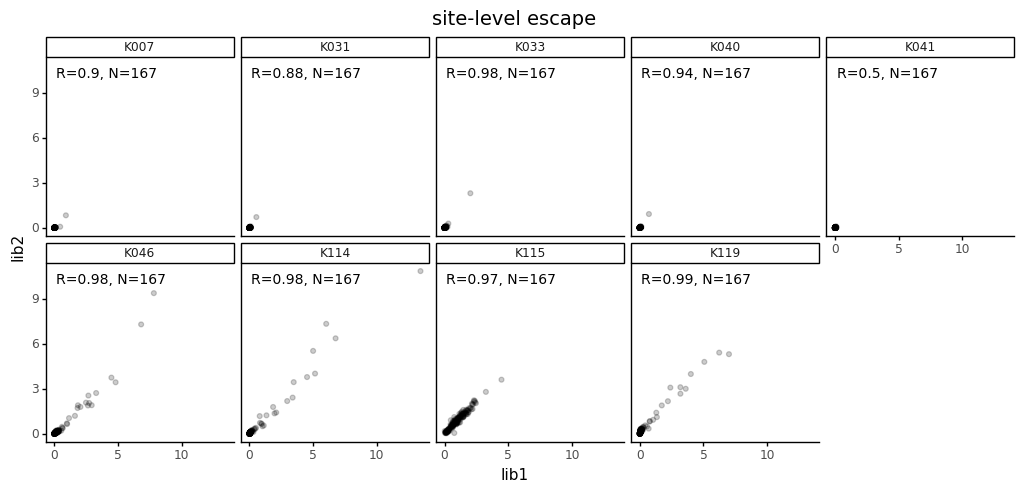 site-level escape
K007
K031
K033
K040
K041
R=0.9, N=167
R=0.88, N=167
R=0.98, N=167
R=0.94, N=167
R=0.5, N=167
9
6
3
0
0
5
10
K046
K114
K115
K119
R=0.98, N=167
R=0.98, N=167
R=0.97, N=167
R=0.99, N=167
9
6
3
0
0
5
10
0
5
10
0
5
10
0
5
10
lib2
lib1